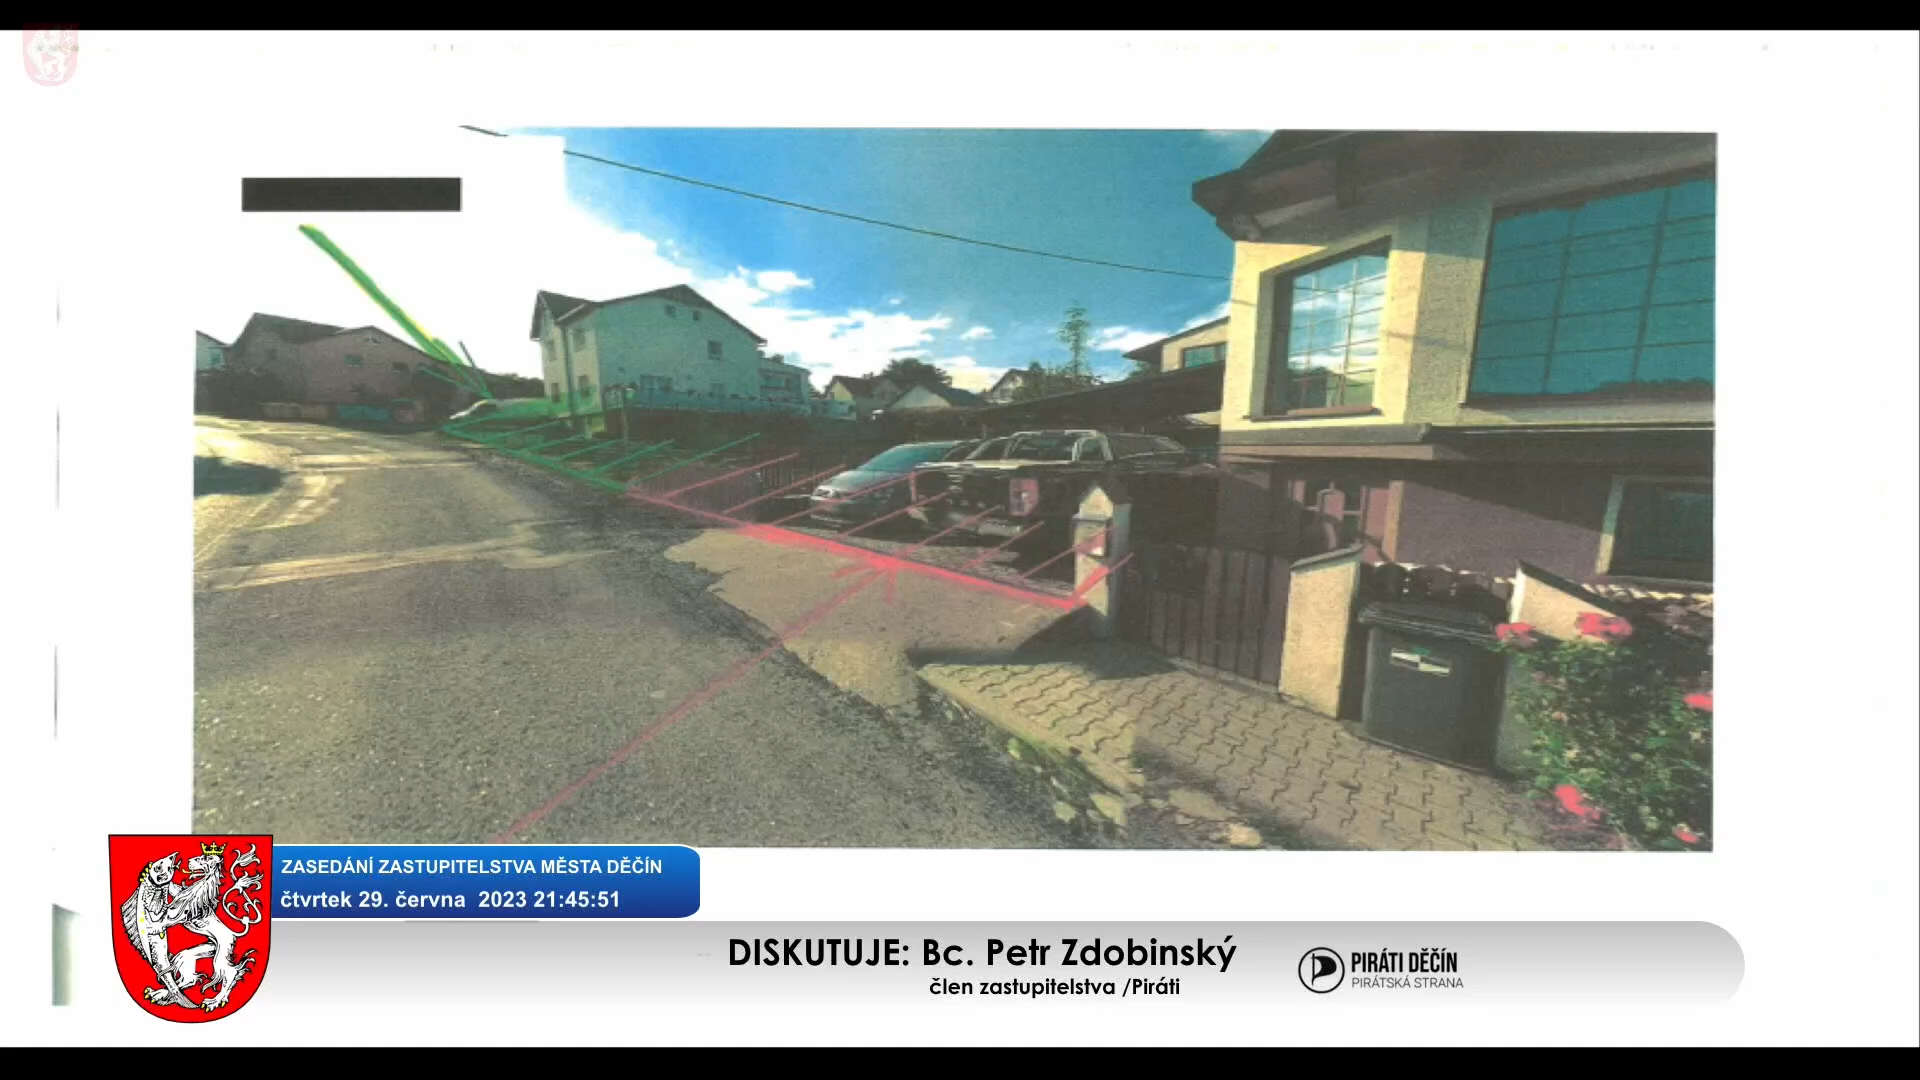 ZASEDÁNÍ ZASTUPITELSTVA MĚSTA DĚČÍN
čtvrtek 29. června 2023 21:45:51
DISKUTUJE: Bc. Petr Zdobinský
člen zastupitelstva /Piráti
PIRÁTI DĚČÍN
PIRÁTSKÁ STRANA